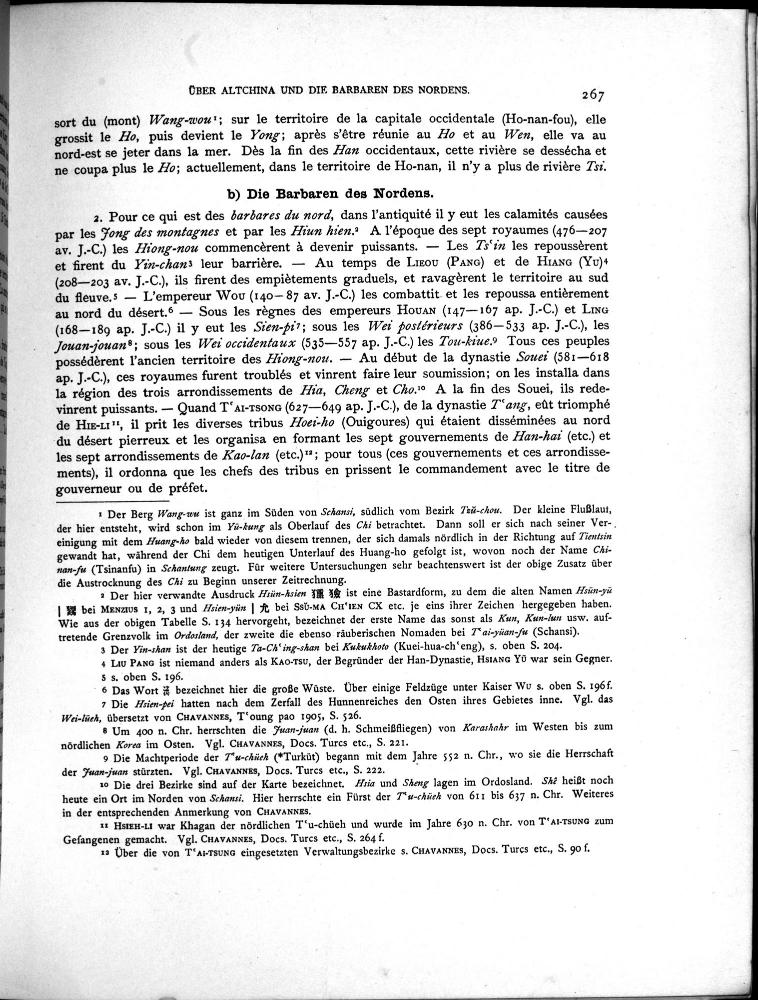 ÜBER ALTCHINA UND DIE BARBAREN DES NORDENS. 267
sort du (mont) Wang-wou¹; sur le territoire de la capitale occidentale (Ho-nan-fou), elle
grossit le Ho, puis devient le Yong; après s'être réunie au Ho et au Wen, elle va au
nord-est se jeter dans la mer. Dès la fin des Han occidentaux, cette rivière se dessécha et
ne coupa plus le Ho; actuellement, dans le territoire de Ho-nan, il n'y a plus de rivière Tsi.
b) Die Barbaren des Nordens.
2. Pour ce qui est des barbares du nord, dans l'antiquité il y eut les calamités causées
par les Jong des montagnes et par les Hiun hien.² A l'époque des sept royaumes (476—207
av. J.-C.) les Hiong-nou commencèrent à devenir puissants. — Les Tsʿin les repoussèrent
et firent du Yin-chan³ leur barrière. — Au temps de LIEOU (PANG) et de HIANG (YU)⁴
(208—203 av. J.-C.), ils firent des empiétements graduels, et ravagèrent le territoire au sud
du fleuve.⁵ — L'empereur WOU (140—87 av. J.-C.) les combattit et les repoussa entièrement
au nord du désert.⁶ — Sous les règnes des empereurs HOUAN (147—167 ap. J.-C.) et LING
(168—189 ap. J.-C.) il y eut les Sien-pi⁷; sous les Wei postérieurs (386—533 ap. J.-C.), les
Jouan-jouan⁸; sous les Wei occidentaux (535—557 ap. J.-C.) les Tou-kiue.⁹ Tous ces peuples
possédèrent l'ancien territoire des Hiong-nou. — Au début de la dynastie Souei (581—618
ap. J.-C.), ces royaumes furent troublés et vinrent faire leur soumission; on les installa dans
la région des trois arrondissements de Hia, Cheng et Cho.¹⁰ A la fin des Souei, ils rede-
vinrent puissants. — Quand TʿAI-TSONG (627—649 ap. J.-C.), de la dynastie Tʿang, eût triomphé
de HIE-LI¹¹, il prit les diverses tribus Hoei-ho (Ouigoures) qui étaient disséminées au nord
du désert pierreux et les organisa en formant les sept gouvernements de Han-hai (etc.) et
les sept arrondissements de Kao-lan (etc.)¹²; pour tous (ces gouvernements et ces arrondisse-
ments), il ordonna que les chefs des tribus en prissent le commandement avec le titre de
gouverneur ou de préfet.
1 Der Berg Wang-wu ist ganz im Süden von Schansi, südlich vom Bezirk Tsü-chou. Der kleine Flußlauf,
der hier entsteht, wird schon im Yü-kung als Oberlauf des Chi betrachtet. Dann soll er sich nach seiner Ver-
einigung mit dem Huang-ho bald wieder von diesem trennen, der sich damals nördlich in der Richtung auf Tientsin
gewandt hat, während der Chi dem heutigen Unterlauf des Huang-ho gefolgt ist, wovon noch der Name Chi-
nan-fu (Tsinanfu) in Schantung zeugt. Für weitere Untersuchungen sehr beachtenswert ist der obige Zusatz über
die Austrocknung des Chi zu Beginn unserer Zeitrechnung.
2 Der hier verwandte Ausdruck Hsün-hsien 獯獫 ist eine Bastardform, zu dem die alten Namen Hsün-yü
| 鬻 bei MENZIUS 1, 2, 3 und Hsien-yün | 尤 bei SSŬ-MA CHʿIEN CX etc. je eins ihrer Zeichen hergegeben haben.
Wie aus der obigen Tabelle S. 134 hervorgeht, bezeichnet der erste Name das sonst als Kun, Kun-lun usw. auf-
tretende Grenzvolk im Ordosland, der zweite die ebenso räuberischen Nomaden bei Tʿai-yüan-fu (Schansi).
3 Der Yin-shan ist der heutige Ta-Chʿing-shan bei Kukukhoto (Kuei-hua-chʿeng), s. oben S. 204.
4 LIU PANG ist niemand anders als KAO-TSU, der Begründer der Han-Dynastie, HSIANG YÜ war sein Gegner.
5 s. oben S. 196.
6 Das Wort 漠 bezeichnet hier die große Wüste. Über einige Feldzüge unter Kaiser WU s. oben S. 196f.
7 Die Hsien-pei hatten nach dem Zerfall des Hunnenreiches den Osten ihres Gebietes inne. Vgl. das
Wei-lüeh, übersetzt von CHAVANNES, Tʿoung pao 1905, S. 526.
8 Um 400 n. Chr. herrschten die Juan-juan (d. h. Schmeißfliegen) von Karashahr im Westen bis zum
nördlichen Korea im Osten. Vgl. CHAVANNES, Docs. Turcs etc., S. 221.
9 Die Machtperiode der Tʿu-chüeh (*Turküt) begann mit dem Jahre 552 n. Chr., wo sie die Herrschaft
der Juan-juan stürzten. Vgl. CHAVANNES, Docs. Turcs etc., S. 222.
10 Die drei Bezirke sind auf der Karte bezeichnet. Hsia und Sheng lagen im Ordosland. Shê heißt noch
heute ein Ort im Norden von Schansi. Hier herrschte ein Fürst der Tʿu-chüeh von 611 bis 637 n. Chr. Weiteres
in der entsprechenden Anmerkung von CHAVANNES.
11 HSIEH-LI war Khagan der nördlichen Tʿu-chüeh und wurde im Jahre 630 n. Chr. von TʿAI-TSUNG zum
Gefangenen gemacht. Vgl. CHAVANNES, Docs. Turcs etc., S. 264f.
12 Über die von TʿAI-TSUNG eingesetzten Verwaltungsbezirke s. CHAVANNES, Docs. Turcs etc., S. 90f.